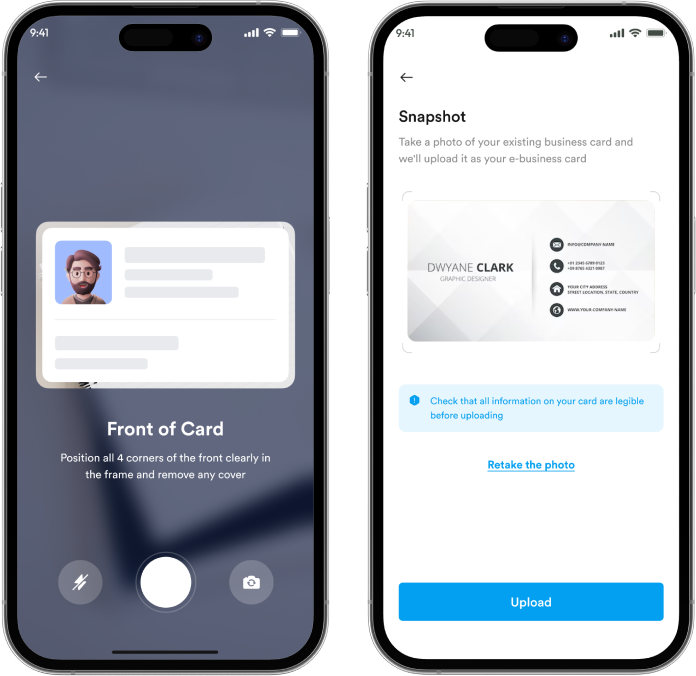 9:41
Front of Card
Position all 4 corners of the front clearly in
the frame and remove any cover
9:41
Snapshot
Take a photo of your existing business card and
we'll upload it as your e-business card
DWYANE CLARK
GRAPHIC DESIGNER
INFO@COMPANY-NAME
+01 2345 6789 0123
+09 8765 4321 8987
YOUR CITY ADDRESS
STREET LOCATION, STATE, COUNTRY
WWW.YOUR-COMPANY-NAME
Check that all information on your card are legible
before uploading
Retake the photo
Upload